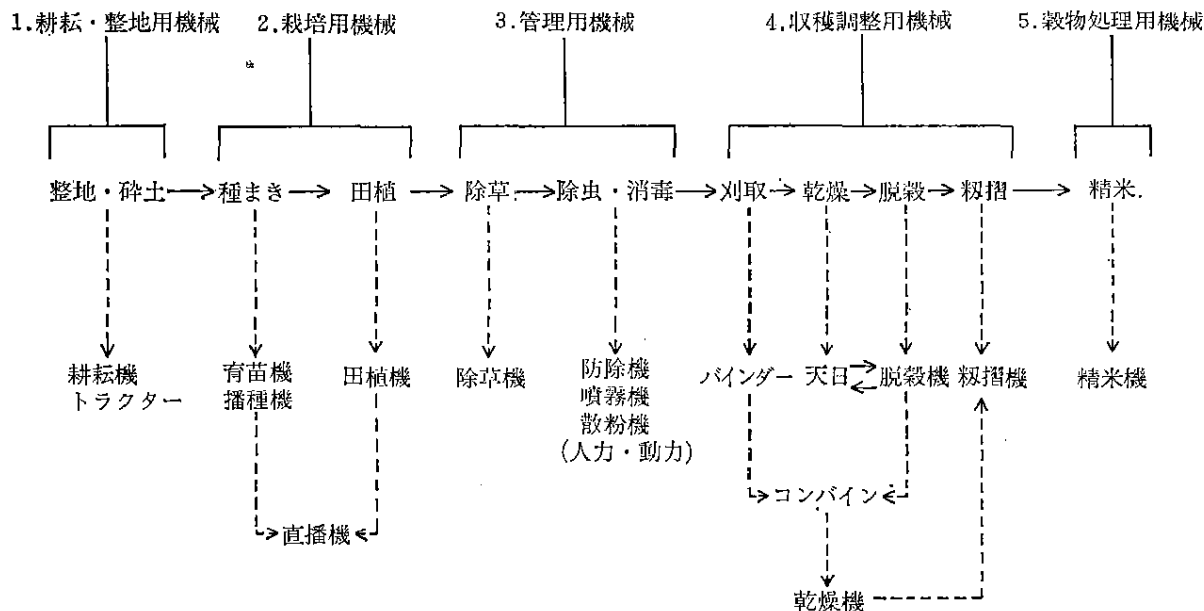 1.耕耘・整地用機械 2.栽培用機械 3.管理用機械 4.収穫調整用機械 5.穀物処理用機械
整地・砕土 種まき 田植 除草 除虫・消毒 刈取 乾燥 脱穀 籾摺 精米
耕耘機
トラクター
育苗機
播種機
田植機
除草機
防除機
噴霧機
散粉機
(人力・動力)
バインダー 天日 脱穀機 籾摺機 精米機
コンバイン
直播機
乾燥機